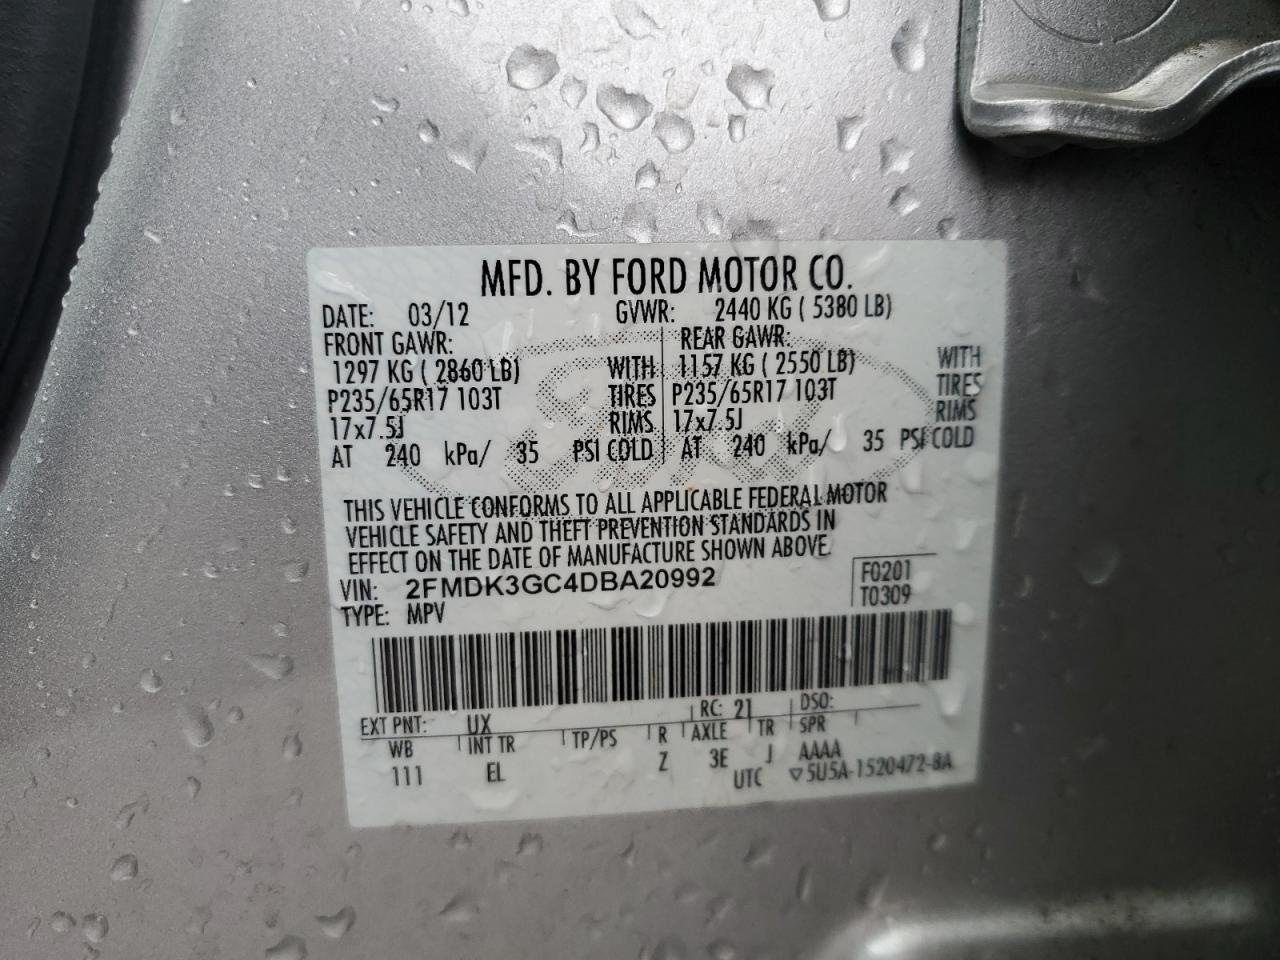 MFD. BY FORD MOTOR CO.
DATE: 03/12 GVWR: 2440 KG ( 5380 LB)
FRONT GAWR: REAR GAWR:
1297 KG ( 2860 LB) WITH 1157 KG ( 2550 LB) WITH
P235/65R17 103T TIRES P235/65R17 103T TIRES
17x7.5J RIMS 17x7.5J RIMS
AT 240 kPa/ 35 PSI COLD AT 240 kPa/ 35 PSI COLD
THIS VEHICLE CONFORMS TO ALL APPLICABLE FEDERAL MOTOR
VEHICLE SAFETY AND THEFT PREVENTION STANDARDS IN
EFFECT ON THE DATE OF MANUFACTURE SHOWN ABOVE.
VIN: 2FMDK3GC4DBA20992 F0201
TYPE: MPV T0309
EXT PNT: UX RC: 21 DSO:
WB INT TR TP/PS R AXLE TR SPR
111 EL Z 3E J AAAA
UTC ▽5U5A-1520472-BA